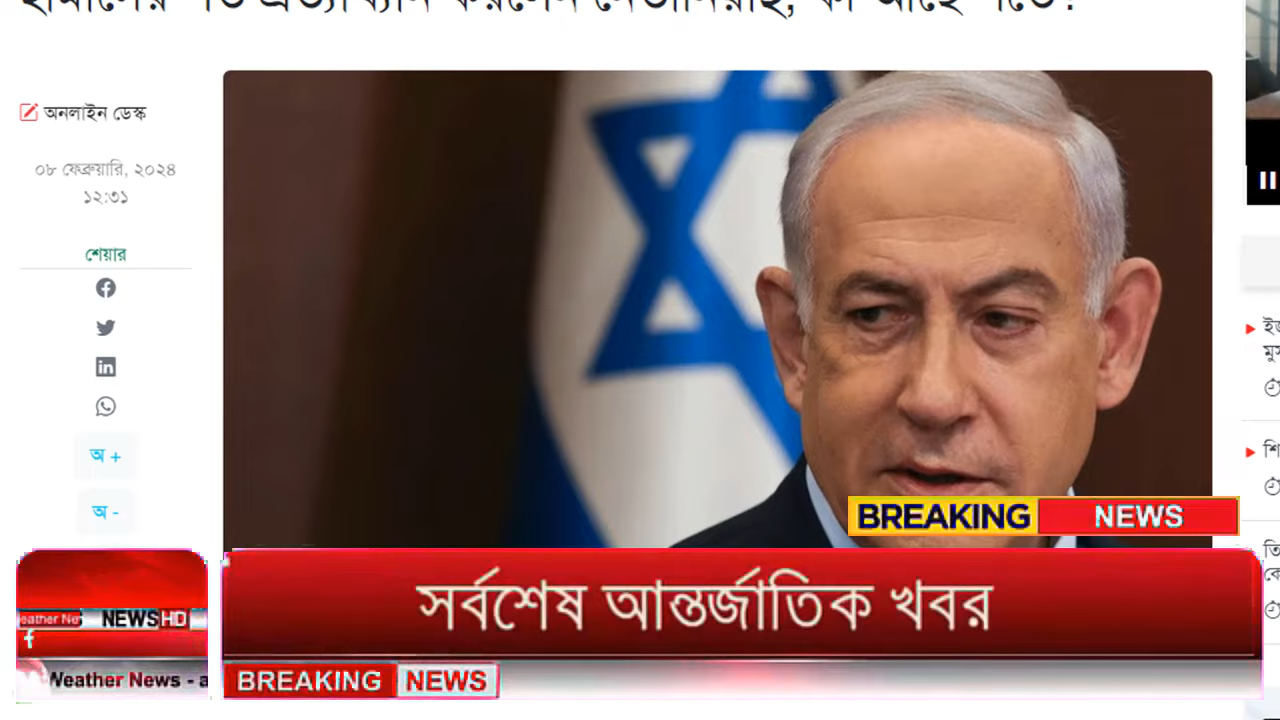 অনলাইন ডেস্ক
০৮ ফেব্রুয়ারি, ২০২৪
১২:৩১
শেয়ার
অ +
অ -
BREAKING NEWS
সর্বশেষ আন্তর্জাতিক খবর
NEWS HD
Weather News - a
BREAKING NEWS